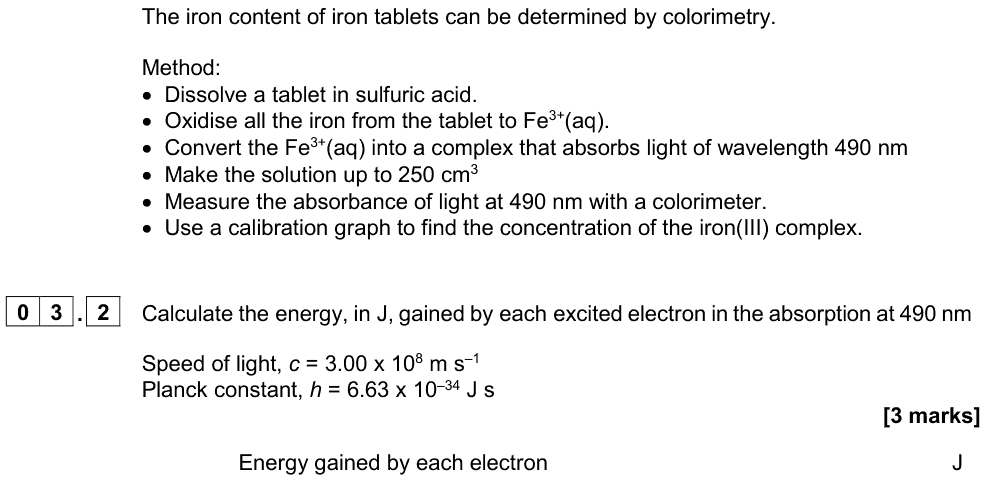 The iron content of iron tablets can be determined by colorimetry.
Method:
• Dissolve a tablet in sulfuric acid.
• Oxidise all the iron from the tablet to Fe³⁺(aq).
• Convert the Fe³⁺(aq) into a complex that absorbs light of wavelength 490 nm
• Make the solution up to 250 cm³
• Measure the absorbance of light at 490 nm with a colorimeter.
• Use a calibration graph to find the concentration of the iron(III) complex.
0 3 . 2 Calculate the energy, in J, gained by each excited electron in the absorption at 490 nm
Speed of light, c = 3.00 x 10⁸ m s⁻¹
Planck constant, h = 6.63 x 10⁻³⁴ J s
[3 marks]
Energy gained by each electron J